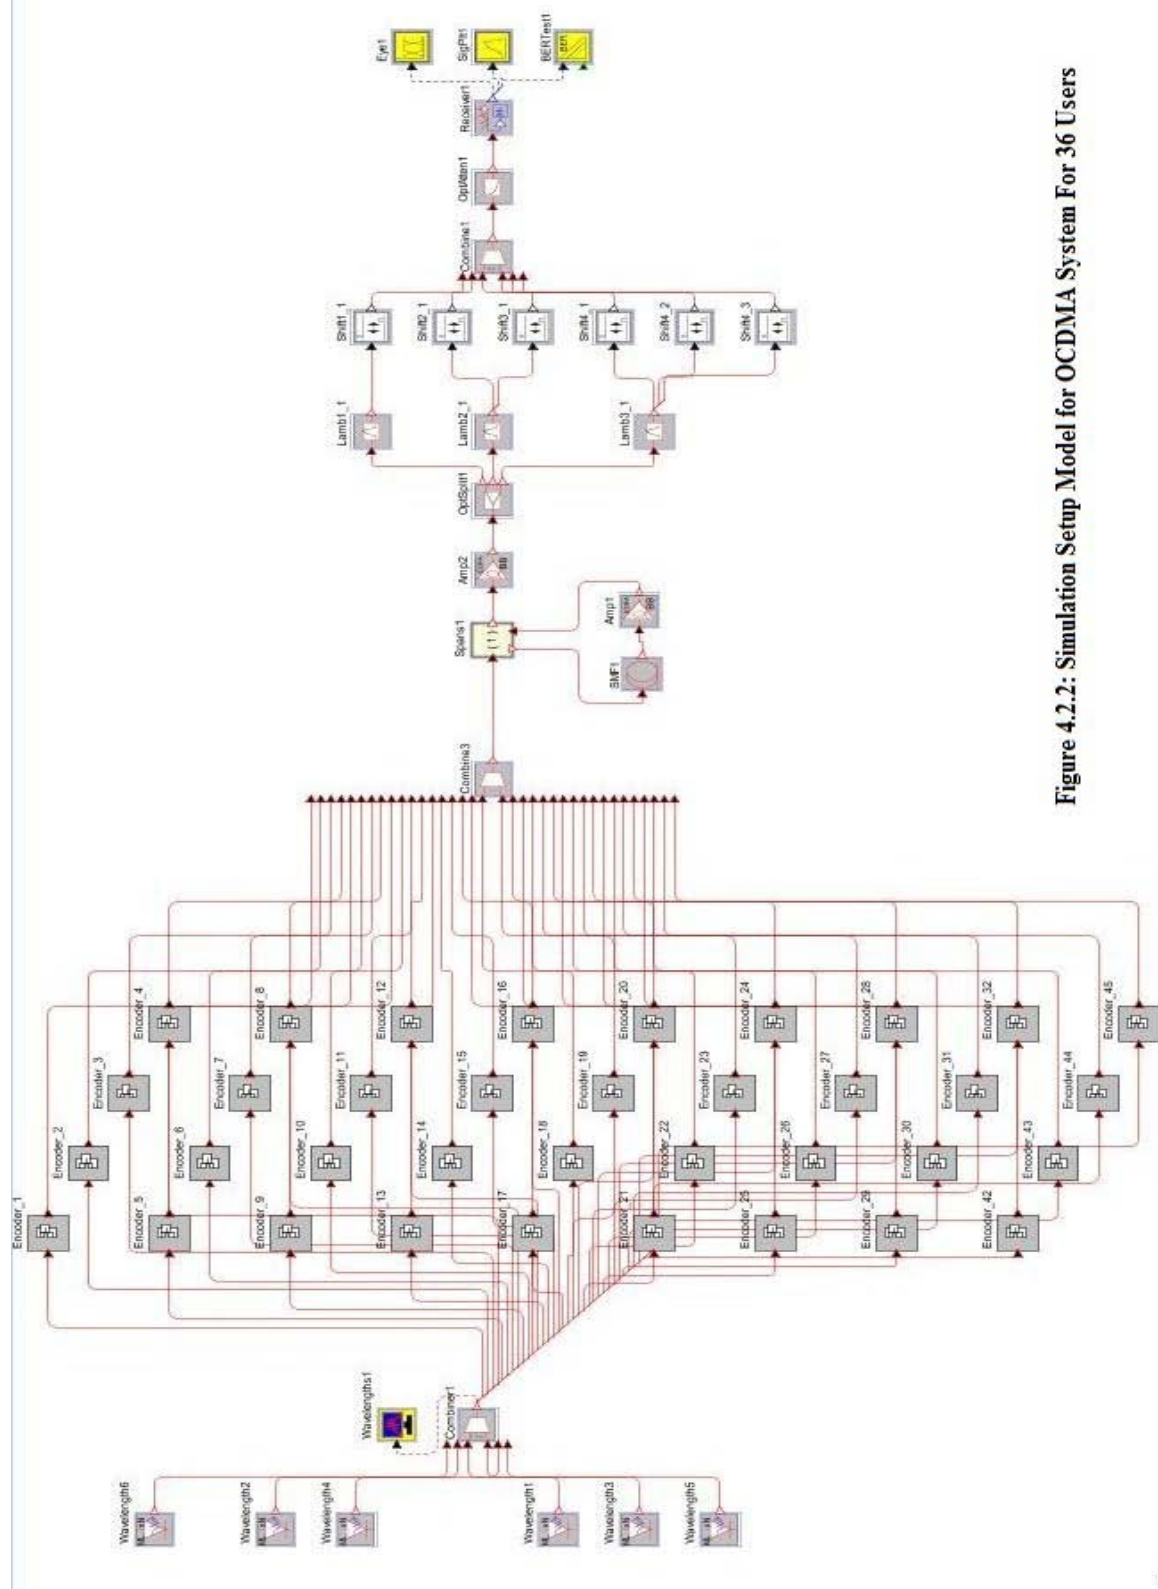 Wavelength6
Wavelength2
Wavelength4
Wavelength1
Wavelength3
Wavelength5
Wavelengths1
Combiner1
Encoder_1
Encoder_2
Encoder_3
Encoder_4
Encoder_5
Encoder_6
Encoder_7
Encoder_8
Encoder_9
Encoder_10
Encoder_11
Encoder_12
Encoder_13
Encoder_14
Encoder_15
Encoder_16
Encoder_17
Encoder_18
Encoder_19
Encoder_20
Encoder_21
Encoder_22
Encoder_23
Encoder_24
Encoder_25
Encoder_26
Encoder_27
Encoder_28
Encoder_29
Encoder_30
Encoder_31
Encoder_32
Encoder_42
Encoder_43
Encoder_44
Encoder_45
Combine3
Spans1
( 1 )
SMF1
Amp1
Amp2
OptSplit1
Lamb1_1
Lamb2_1
Lamb3_1
Shift1_1
Shift2_1
Shift3_1
Shift4_1
Shift4_2
Shift4_3
Combine1
OptAtten1
Receiver1
Eye1
SigPlt1
BERTest1
BER
Figure 4.2.2: Simulation Setup Model for OCDMA System For 36 Users